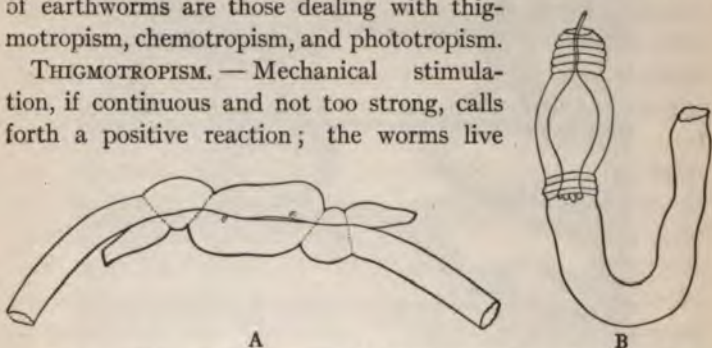 of earthworms are those dealing with thig-
motropism, chemotropism, and phototropism.
THIGMOTROPISM. — Mechanical stimula-
tion, if continuous and not too strong, calls
forth a positive reaction; the worms live
A
B